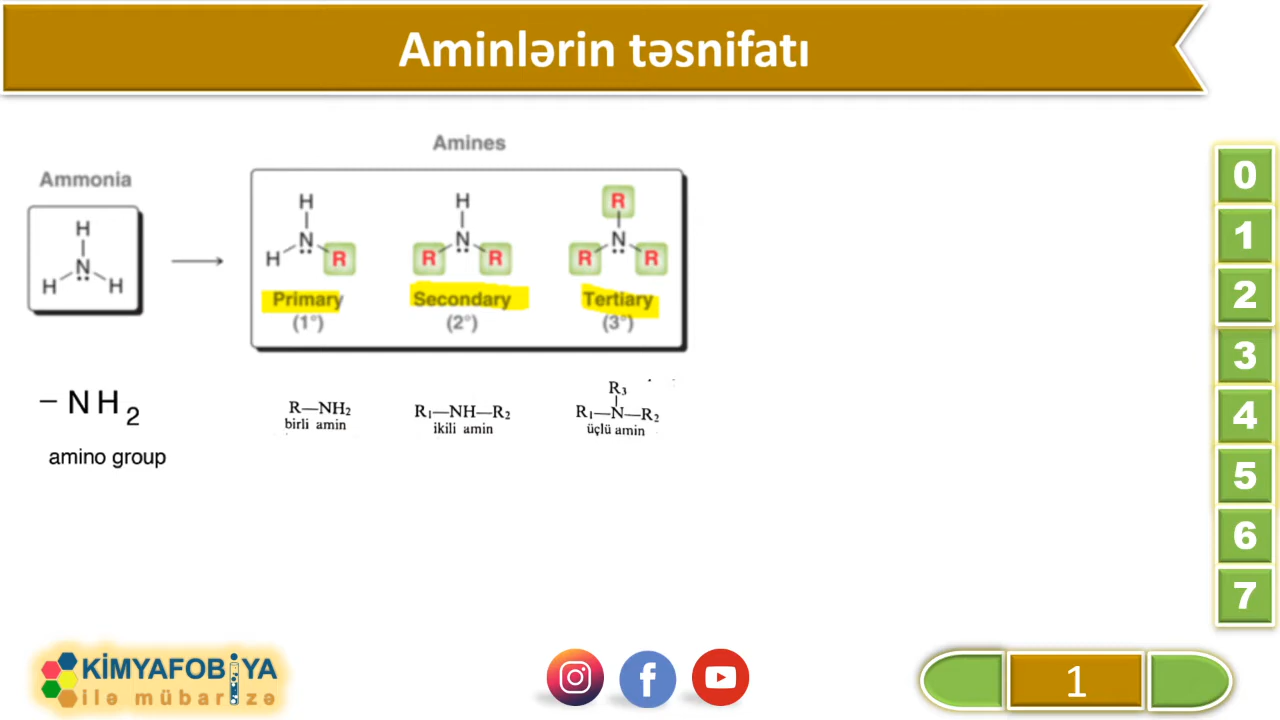 Aminlərin təsnifatı
Amines
Ammonia
H
N
H
H
H
N
H
R
Primary
(1°)
H
N
R
R
Secondary
(2°)
R
N
R
R
Tertiary
(3°)
– NH2
amino group
R—NH2
birli amin
R1—NH—R2
ikili amin
R3
R1—N—R2
üçlü amin
0
1
2
3
4
5
6
7
KİMYAFOBİYA
ilə mübarizə
1